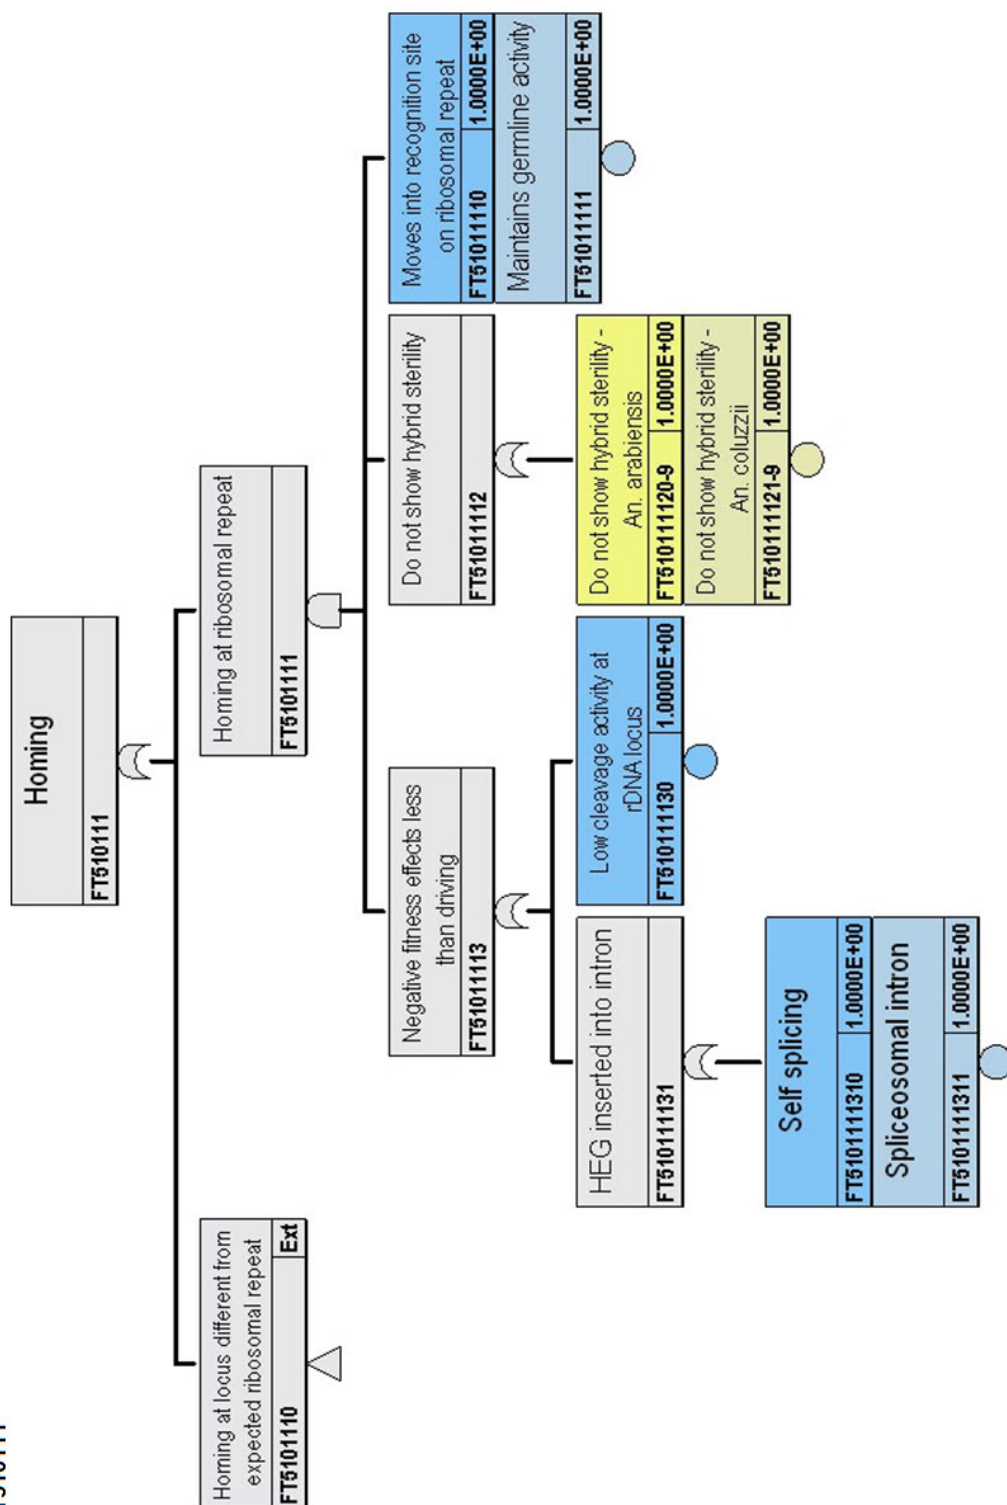 Homing
FT510111
Homing at locus different from
expected ribosomal repeat
FT5101110
Ext
Homing at ribosomal repeat
FT5101111
Negative fitness effects less
than driving
FT51011113
Do not show hybrid sterility
FT51011112
Moves into recognition site
on ribosomal repeat
FT51011110
1.0000E+00
Maintains germline activity
FT51011111
1.0000E+00
HEG inserted into intron
FT510111131
Low cleavage activity at
rDNA locus
FT510111130
1.0000E+00
Do not show hybrid sterility -
An. arabiensis
FT510111120-9
1.0000E+00
Do not show hybrid sterility -
An. coluzzii
FT510111121-9
1.0000E+00
Self splicing
FT5101111310
1.0000E+00
Spliceosomal intron
FT5101111311
1.0000E+00